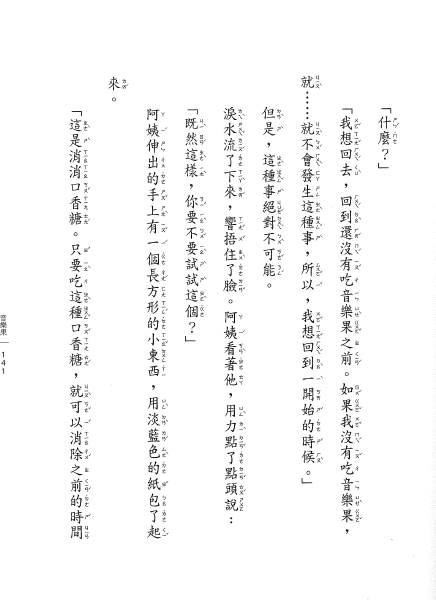 「什麼？」
「我想回去，回到還沒有吃音樂果之前。如果我沒有吃音樂果，
就……就不會發生這種事，所以，我想回到一開始的時候。」
但是，這種事絕對不可能。
淚水流了下來，響摀住了臉。阿姨看著他，用力點了點頭說：
「既然這樣，你要不要試試這個？」
阿姨伸出的手上有一個長方形的小東西，用淡藍色的紙包了起
來。
「這是消消口香糖。只要吃這種口香糖，就可以消除之前的時間
音樂果 141